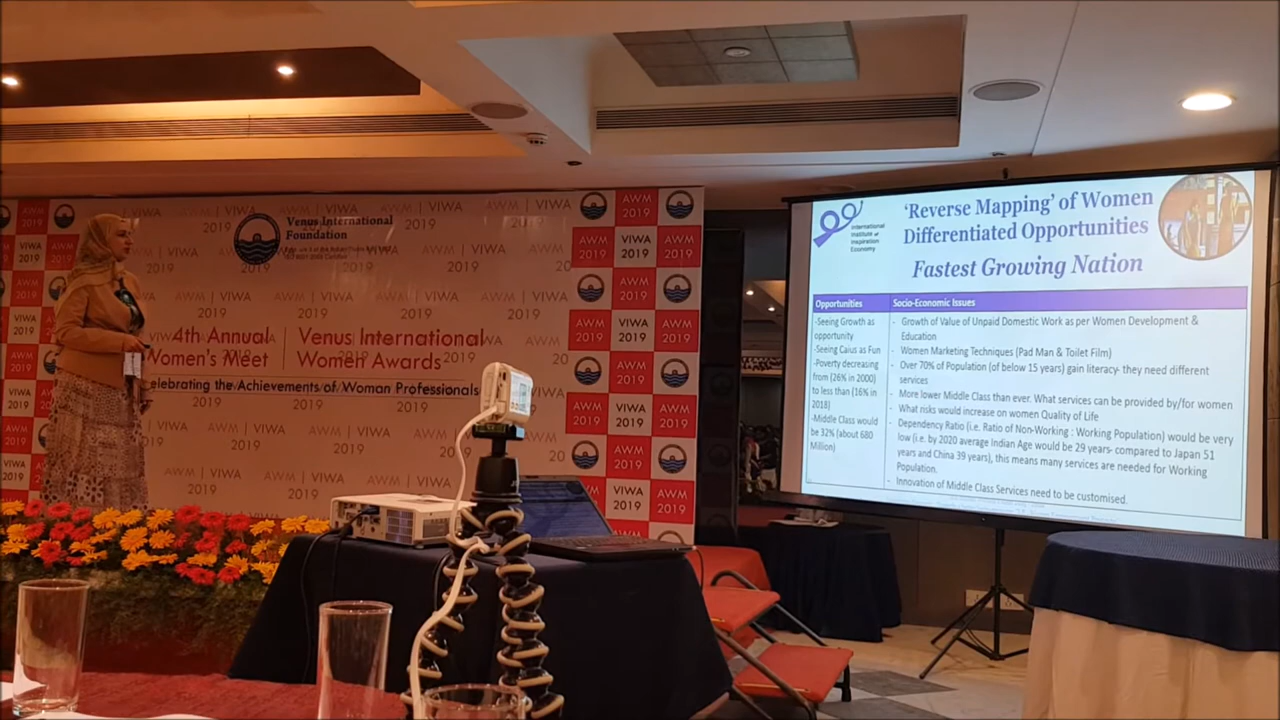 Venus International
Foundation
4th Annual
Women's Meet
Venus International
Women Awards
elebrating the Achievements of Woman Professionals
AWM | VIWA
2019
AWM
2019
VIWA
2019
International
Institute of
Inspiration
Economy
'Reverse Mapping' of Women
Differentiated Opportunities
Fastest Growing Nation
Opportunities
-Seeing Growth as
opportunity
-Seeing Caius as Fun
-Poverty decreasing
from (26% in 2000)
to less than (16% in
2018)
-Middle Class would
be 32% (about 680
Million)
Socio-Economic Issues
- Growth of Value of Unpaid Domestic Work as per Women Development &
Education
- Women Marketing Techniques (Pad Man & Toilet Film)
- Over 70% of Population (of below 15 years) gain literacy- they need different
services
- More lower Middle Class than ever. What services can be provided by/for women
- What risks would increase on women Quality of Life
- Dependency Ratio (i.e. Ratio of Non-Working : Working Population) would be very
low (i.e. by 2020 average Indian Age would be 29 years- compared to Japan 51
years and China 39 years), this means many services are needed for Working
Population.
- Innovation of Middle Class Services need to be customised.